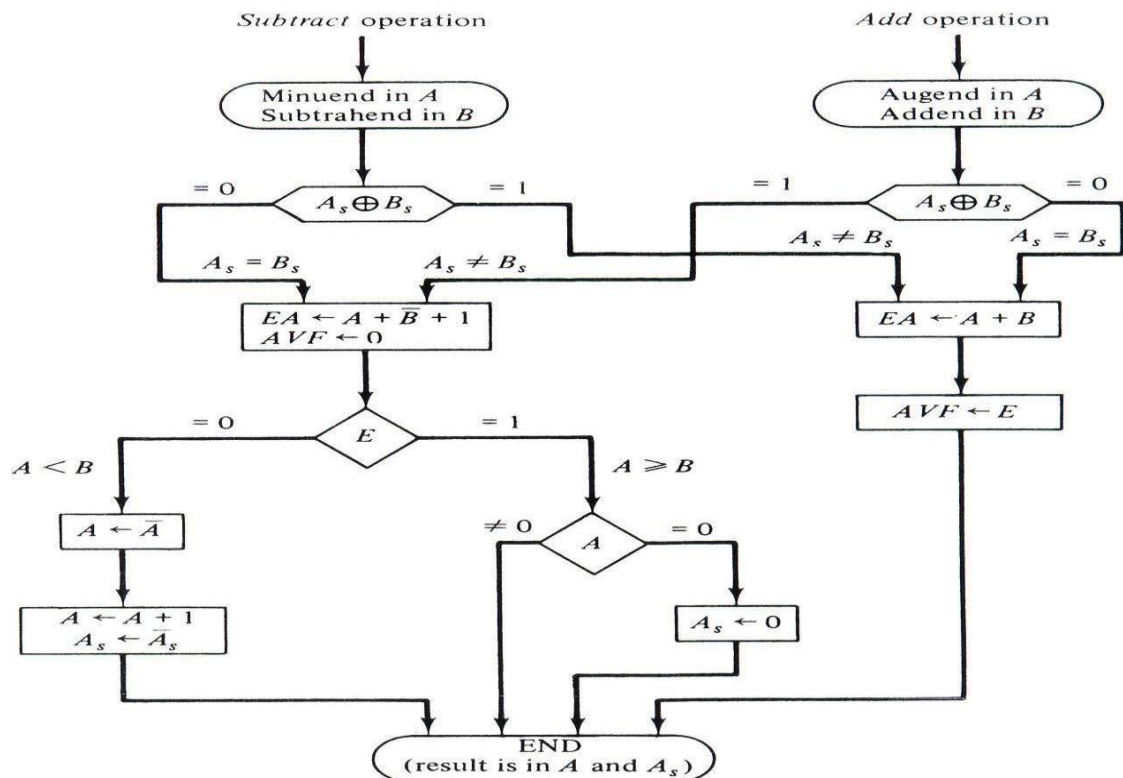 Subtract operation
Add operation
Minuend in A
Subtrahend in B
Augend in A
Addend in B
= 0
A_s ⊕ B_s
= 1
= 1
A_s ⊕ B_s
= 0
A_s = B_s
A_s ≠ B_s
A_s ≠ B_s
A_s = B_s
EA ← A + B̅ + 1
AVF ← 0
EA ← A + B
AVF ← E
= 0
E
= 1
A < B
A ⩾ B
A ← A̅
≠ 0
A
= 0
A ← A + 1
A_s ← A̅_s
A_s ← 0
END
(result is in A and A_s)